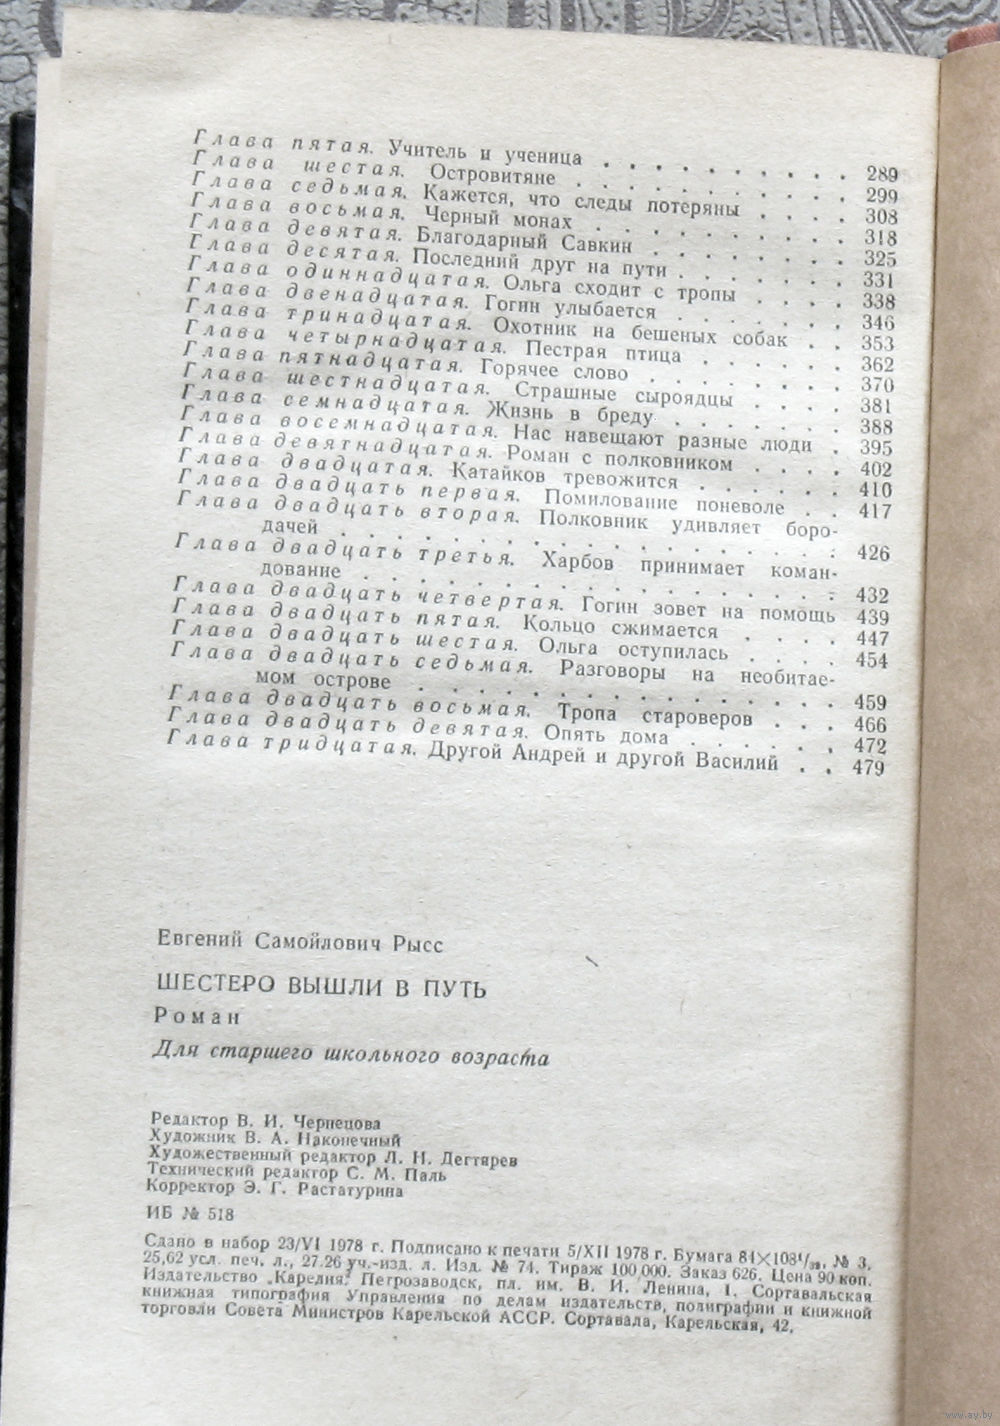 Глава пятая. Учитель и ученица . . . . . . . . . . 289
Глава шестая. Островитяне . . . . . . . . . . . 299
Глава седьмая. Кажется, что следы потеряны . . . . 308
Глава восьмая. Черный монах . . . . . . . . . . 318
Глава девятая. Благодарный Савкин . . . . . . . . 325
Глава десятая. Последний друг на пути . . . . . . . 331
Глава одиннадцатая. Ольга сходит с тропы . . . . 338
Глава двенадцатая. Гогин улыбается . . . . . . . 346
Глава тринадцатая. Охотник на бешеных собак . . 353
Глава четырнадцатая. Пестрая птица . . . . . . 362
Глава пятнадцатая. Горячее слово . . . . . . . . 370
Глава шестнадцатая. Страшные сыроядцы . . . . 381
Глава семнадцатая. Жизнь в бреду . . . . . . . 388
Глава восемнадцатая. Нас навещают разные люди . 395
Глава девятнадцатая. Роман с полковником . . . . 402
Глава двадцатая. Катайков тревожится . . . . . . 410
Глава двадцать первая. Помилование поневоле . . 417
Глава двадцать вторая. Полковник удивляет боро-
дачей . . . . . . . . . . . . . . . . . . . 426
Глава двадцать третья. Харбов принимает коман-
дование . . . . . . . . . . . . . . . . . . 432
Глава двадцать четвертая. Гогин зовет на помощь 439
Глава двадцать пятая. Кольцо сжимается . . . . 447
Глава двадцать шестая. Ольга оступилась . . . . 454
Глава двадцать седьмая. Разговоры на необитае-
мом острове . . . . . . . . . . . . . . . . 459
Глава двадцать восьмая. Тропа староверов . . . 466
Глава двадцать девятая. Опять дома . . . . . . 472
Глава тридцатая. Другой Андрей и другой Василий . . 479
Евгений Самойлович Рысс
ШЕСТЕРО ВЫШЛИ В ПУТЬ
Роман
Для старшего школьного возраста
Редактор В. И. Чернецова
Художник В. А. Наконечный
Художественный редактор Л. Н. Дегтярев
Технический редактор С. М. Паль
Корректор Э. Г. Растатурина
ИБ № 518
Сдано в набор 23/VI 1978 г. Подписано к печати 5/XII 1978 г. Бумага 84×108¹/₃₂, № 3.
25,62 усл. печ. л., 27.26 уч.-изд. л. Изд. № 74. Тираж 100 000. Заказ 626. Цена 90 коп.
Издательство „Карелия". Петрозаводск, пл. им. В. И. Ленина, 1. Сортавальская
книжная типография Управления по делам издательств, полиграфии и книжной
торговли Совета Министров Карельской АССР. Сортавала, Карельская, 42.
www.ay.by